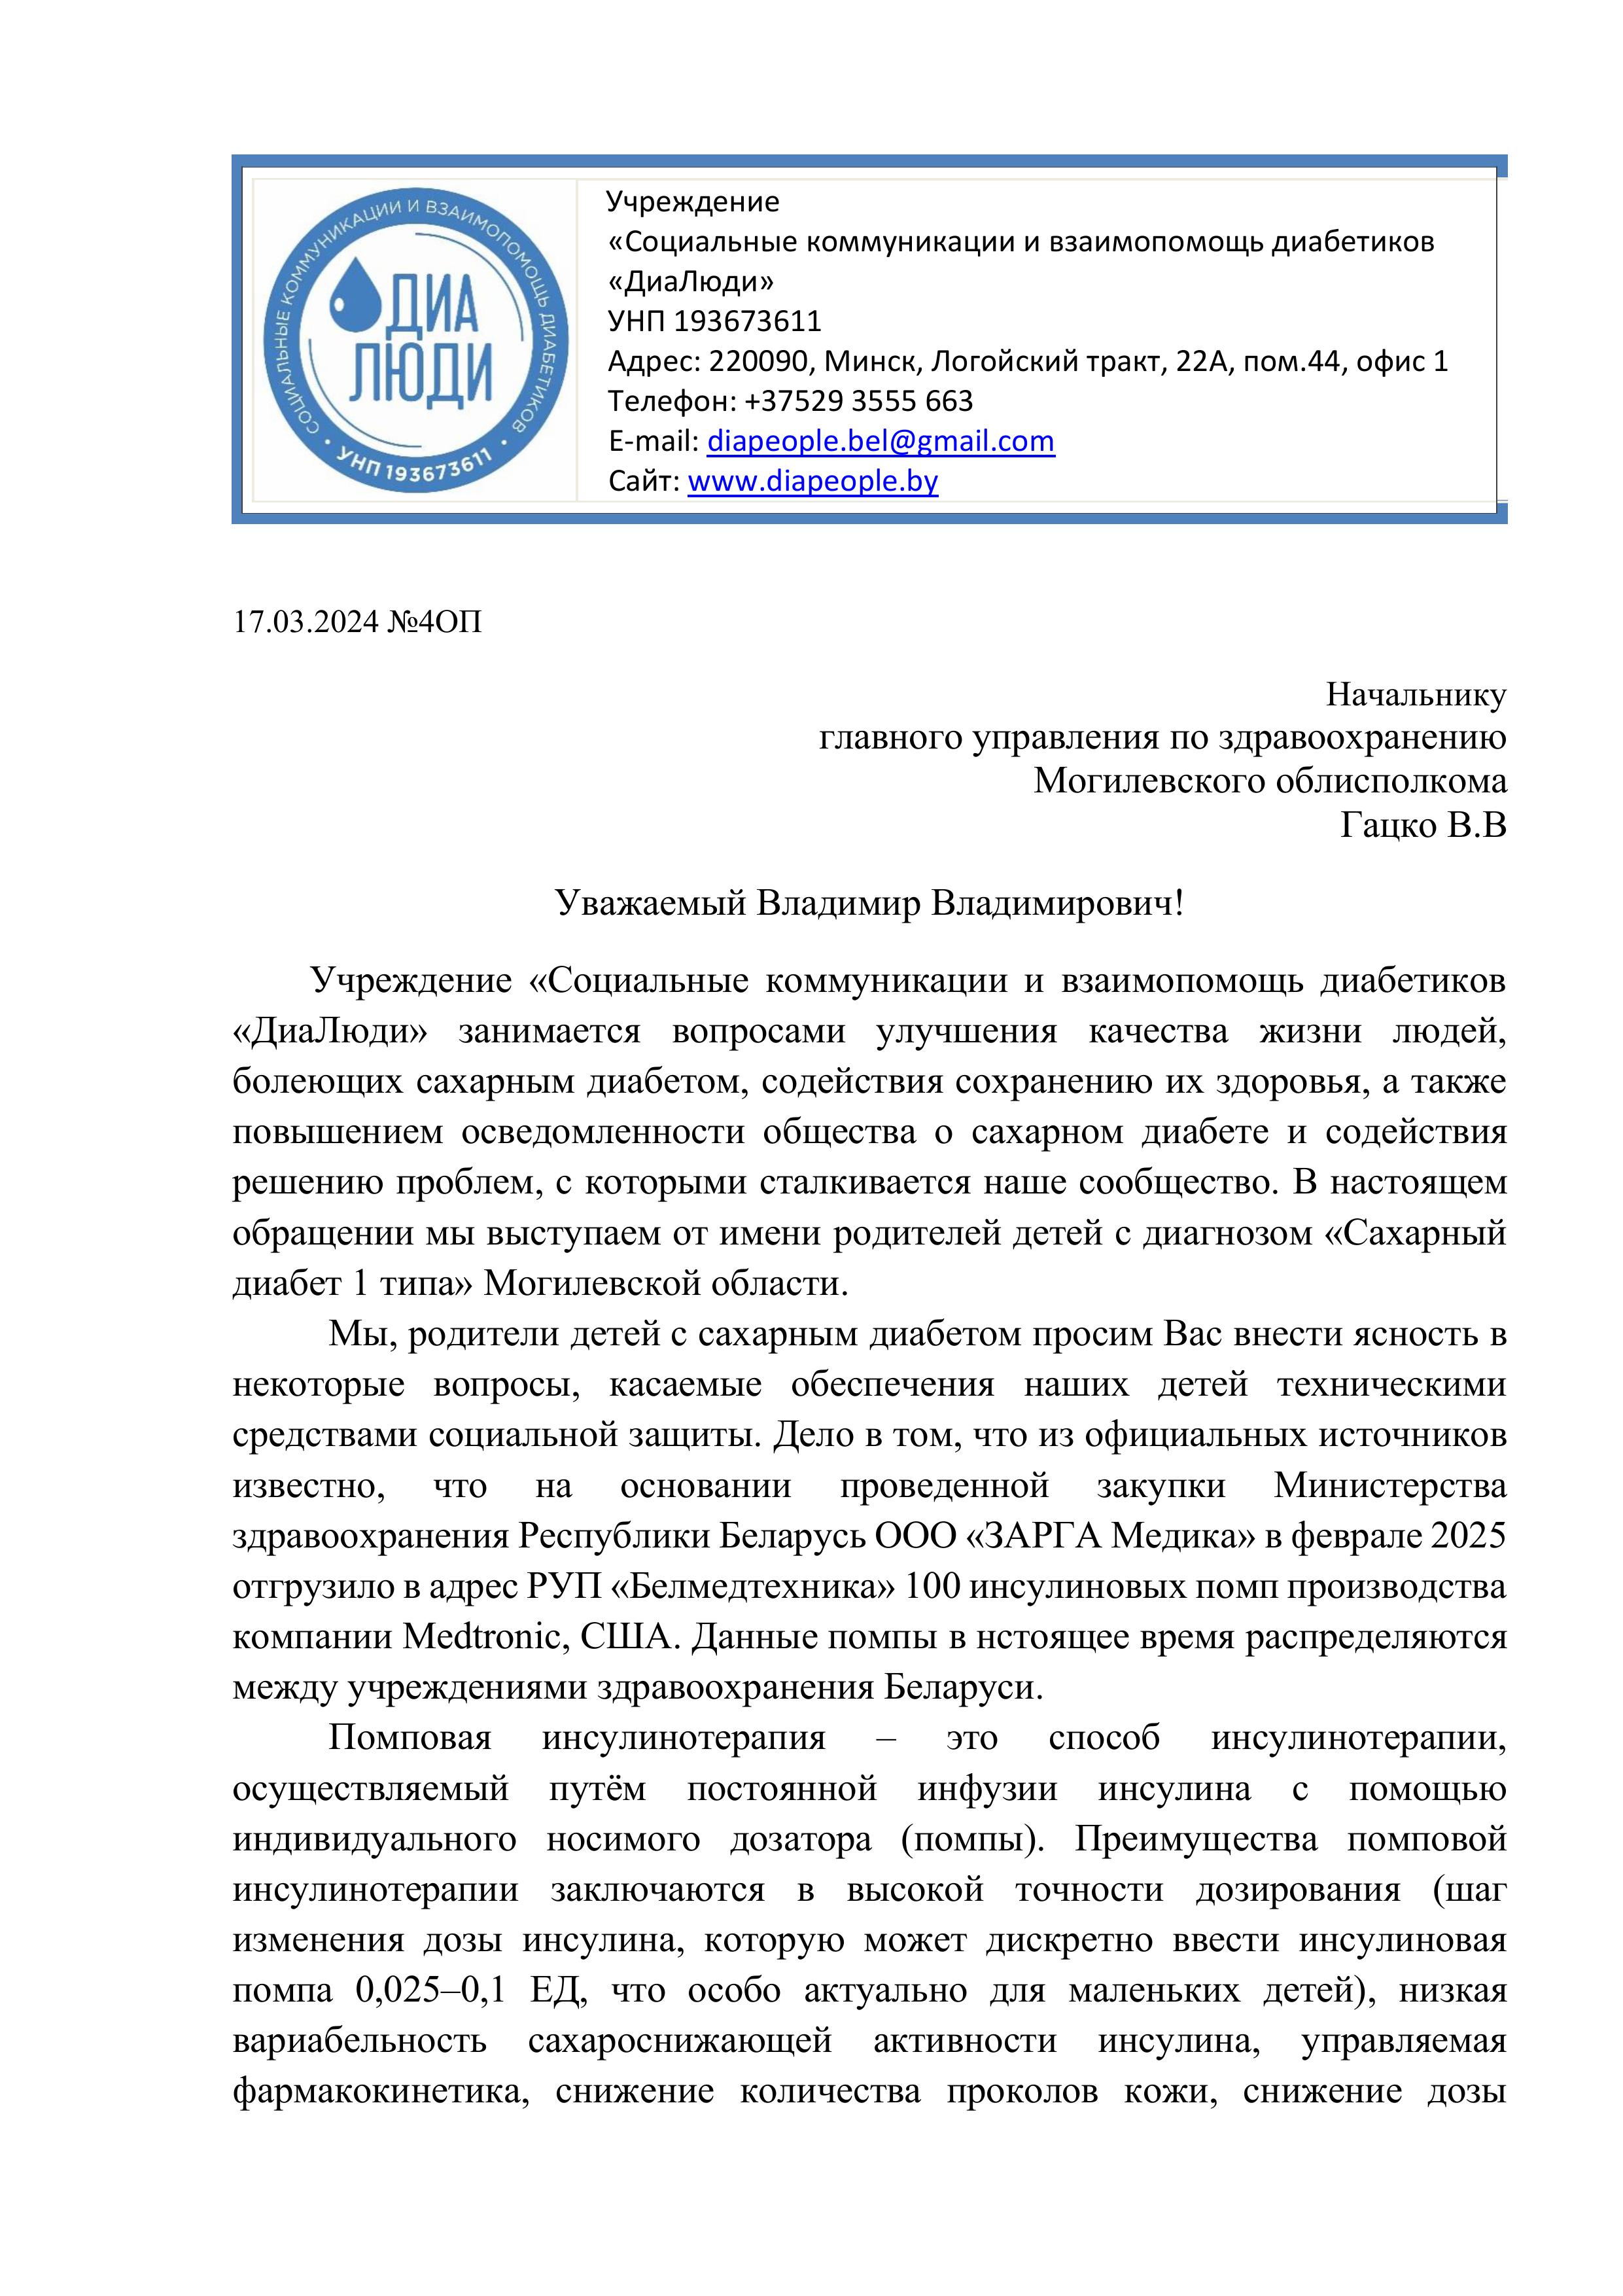 СОЦИАЛЬНЫЕ КОММУНИКАЦИИ И ВЗАИМОПОМОЩЬ ДИАБЕТИКОВ
ДИА
ЛЮДИ
• УНП 193673611 •
Учреждение
«Социальные коммуникации и взаимопомощь диабетиков
«ДиаЛюди»
УНП 193673611
Адрес: 220090, Минск, Логойский тракт, 22А, пом.44, офис 1
Телефон: +37529 3555 663
E-mail: diapeople.bel@gmail.com
Сайт: www.diapeople.by
17.03.2024 №4ОП
Начальнику
главного управления по здравоохранению
Могилевского облисполкома
Гацко В.В
Уважаемый Владимир Владимирович!
Учреждение «Социальные коммуникации и взаимопомощь диабетиков
«ДиаЛюди» занимается вопросами улучшения качества жизни людей,
болеющих сахарным диабетом, содействия сохранению их здоровья, а также
повышением осведомленности общества о сахарном диабете и содействия
решению проблем, с которыми сталкивается наше сообщество. В настоящем
обращении мы выступаем от имени родителей детей с диагнозом «Сахарный
диабет 1 типа» Могилевской области.
Мы, родители детей с сахарным диабетом просим Вас внести ясность в
некоторые вопросы, касаемые обеспечения наших детей техническими
средствами социальной защиты. Дело в том, что из официальных источников
известно, что на основании проведенной закупки Министерства
здравоохранения Республики Беларусь ООО «ЗАРГА Медика» в феврале 2025
отгрузило в адрес РУП «Белмедтехника» 100 инсулиновых помп производства
компании Medtronic, США. Данные помпы в нстоящее время распределяются
между учреждениями здравоохранения Беларуси.
Помповая инсулинотерапия – это способ инсулинотерапии,
осуществляемый путём постоянной инфузии инсулина с помощью
индивидуального носимого дозатора (помпы). Преимущества помповой
инсулинотерапии заключаются в высокой точности дозирования (шаг
изменения дозы инсулина, которую может дискретно ввести инсулиновая
помпа 0,025–0,1 ЕД, что особо актуально для маленьких детей), низкая
вариабельность сахароснижающей активности инсулина, управляемая
фармакокинетика, снижение количества проколов кожи, снижение дозы